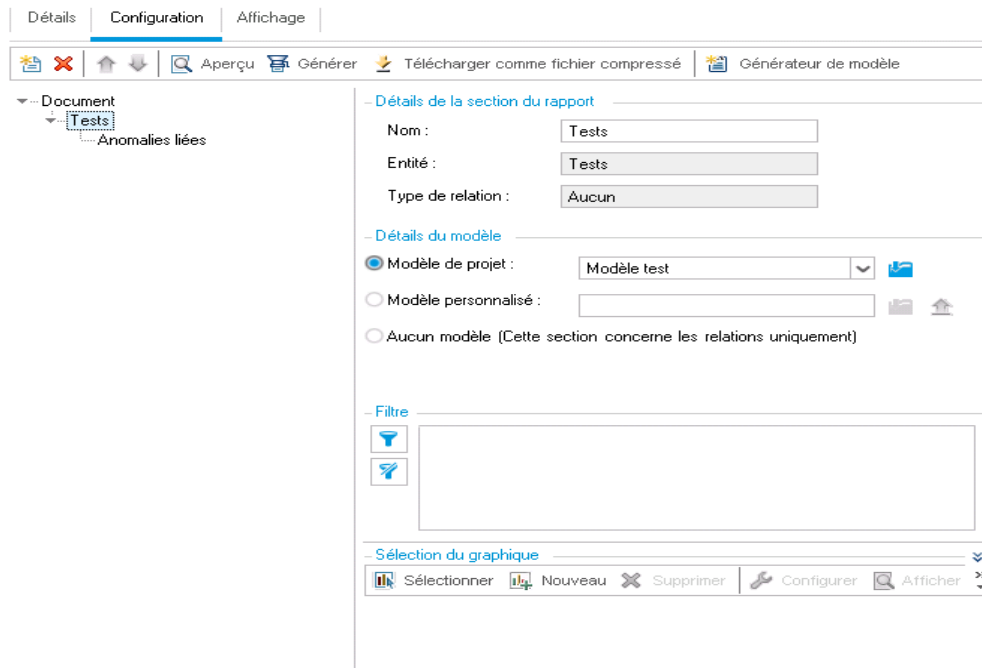 Détails Configuration Affichage
Aperçu Générer Télécharger comme fichier compressé Générateur de modèle
Document
Tests
Anomalies liées
Détails de la section du rapport
Nom : Tests
Entité : Tests
Type de relation : Aucun
Détails du modèle
Modèle de projet : Modèle test
Modèle personnalisé :
Aucun modèle (Cette section concerne les relations uniquement)
Filtre
Sélection du graphique
Sélectionner Nouveau Supprimer Configurer Afficher